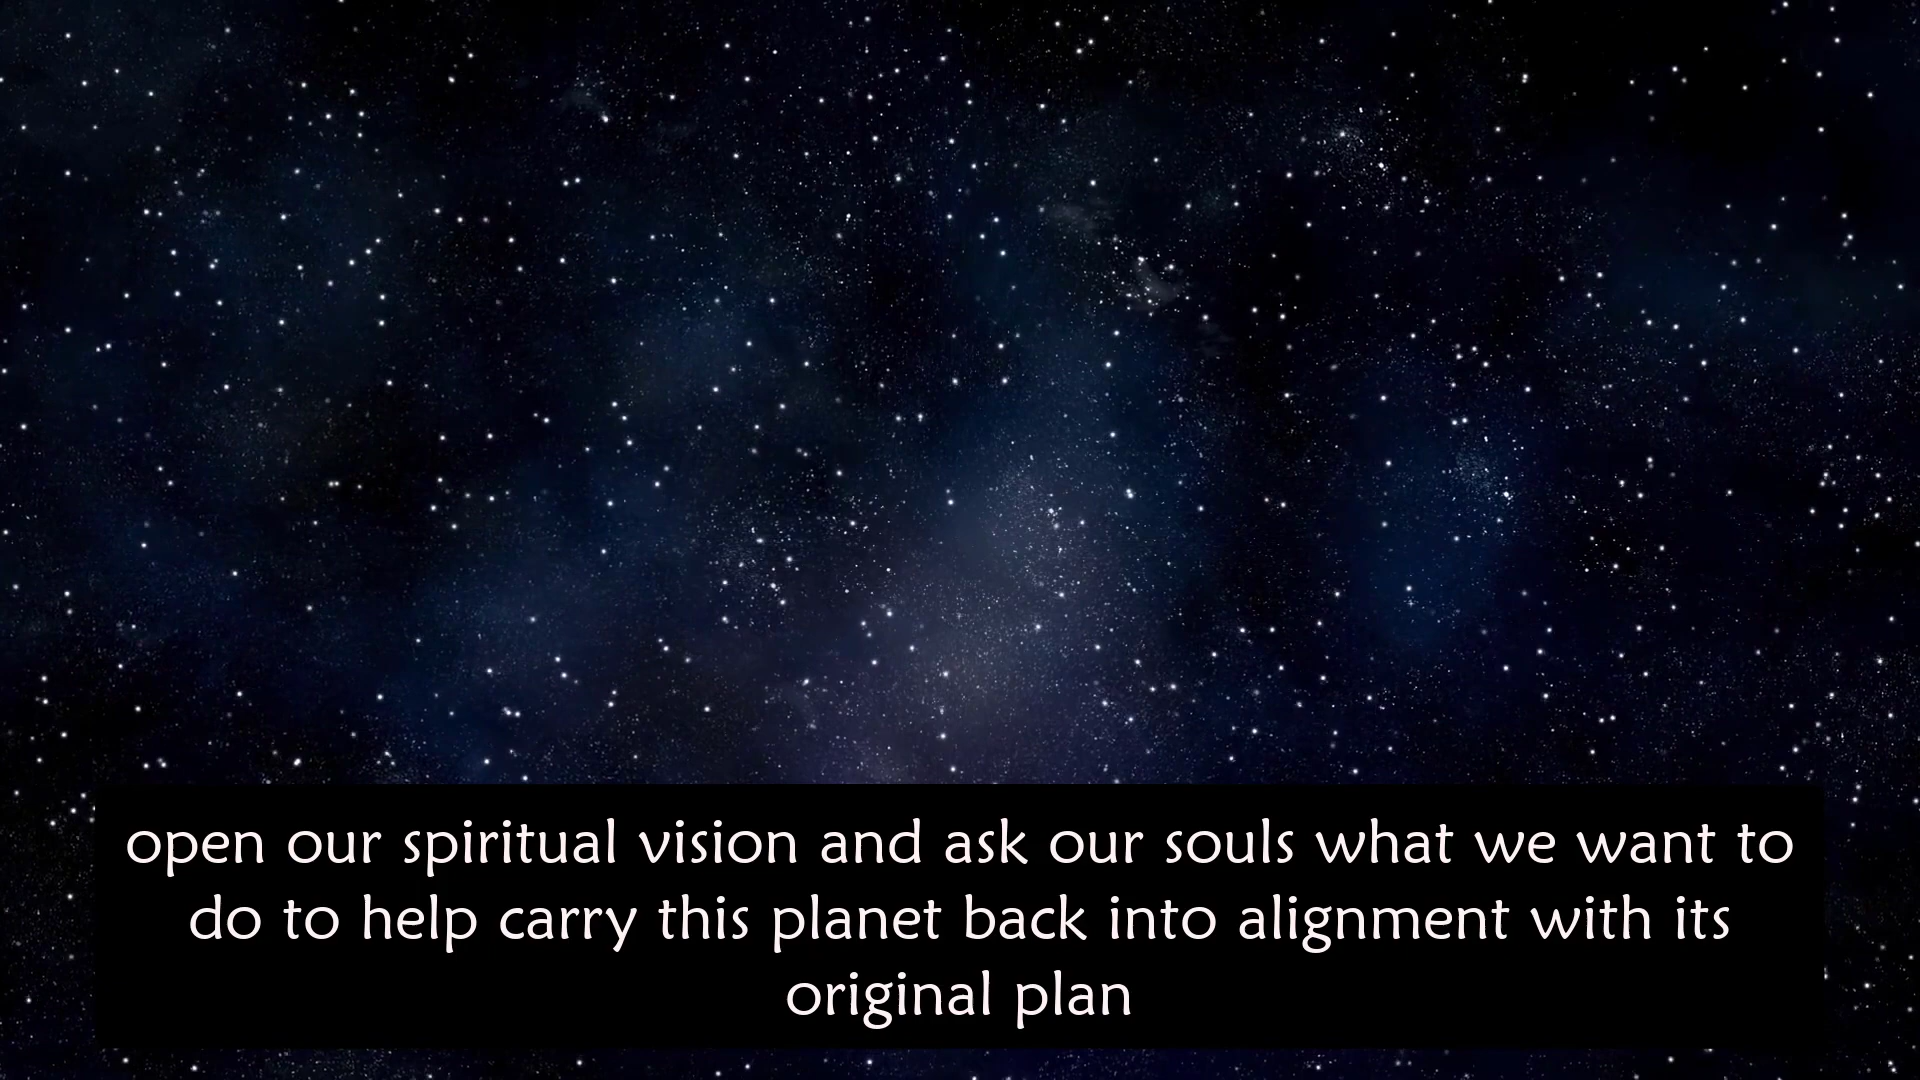 open our spiritual vision and ask our souls what we want to
do to help carry this planet back into alignment with its
original plan